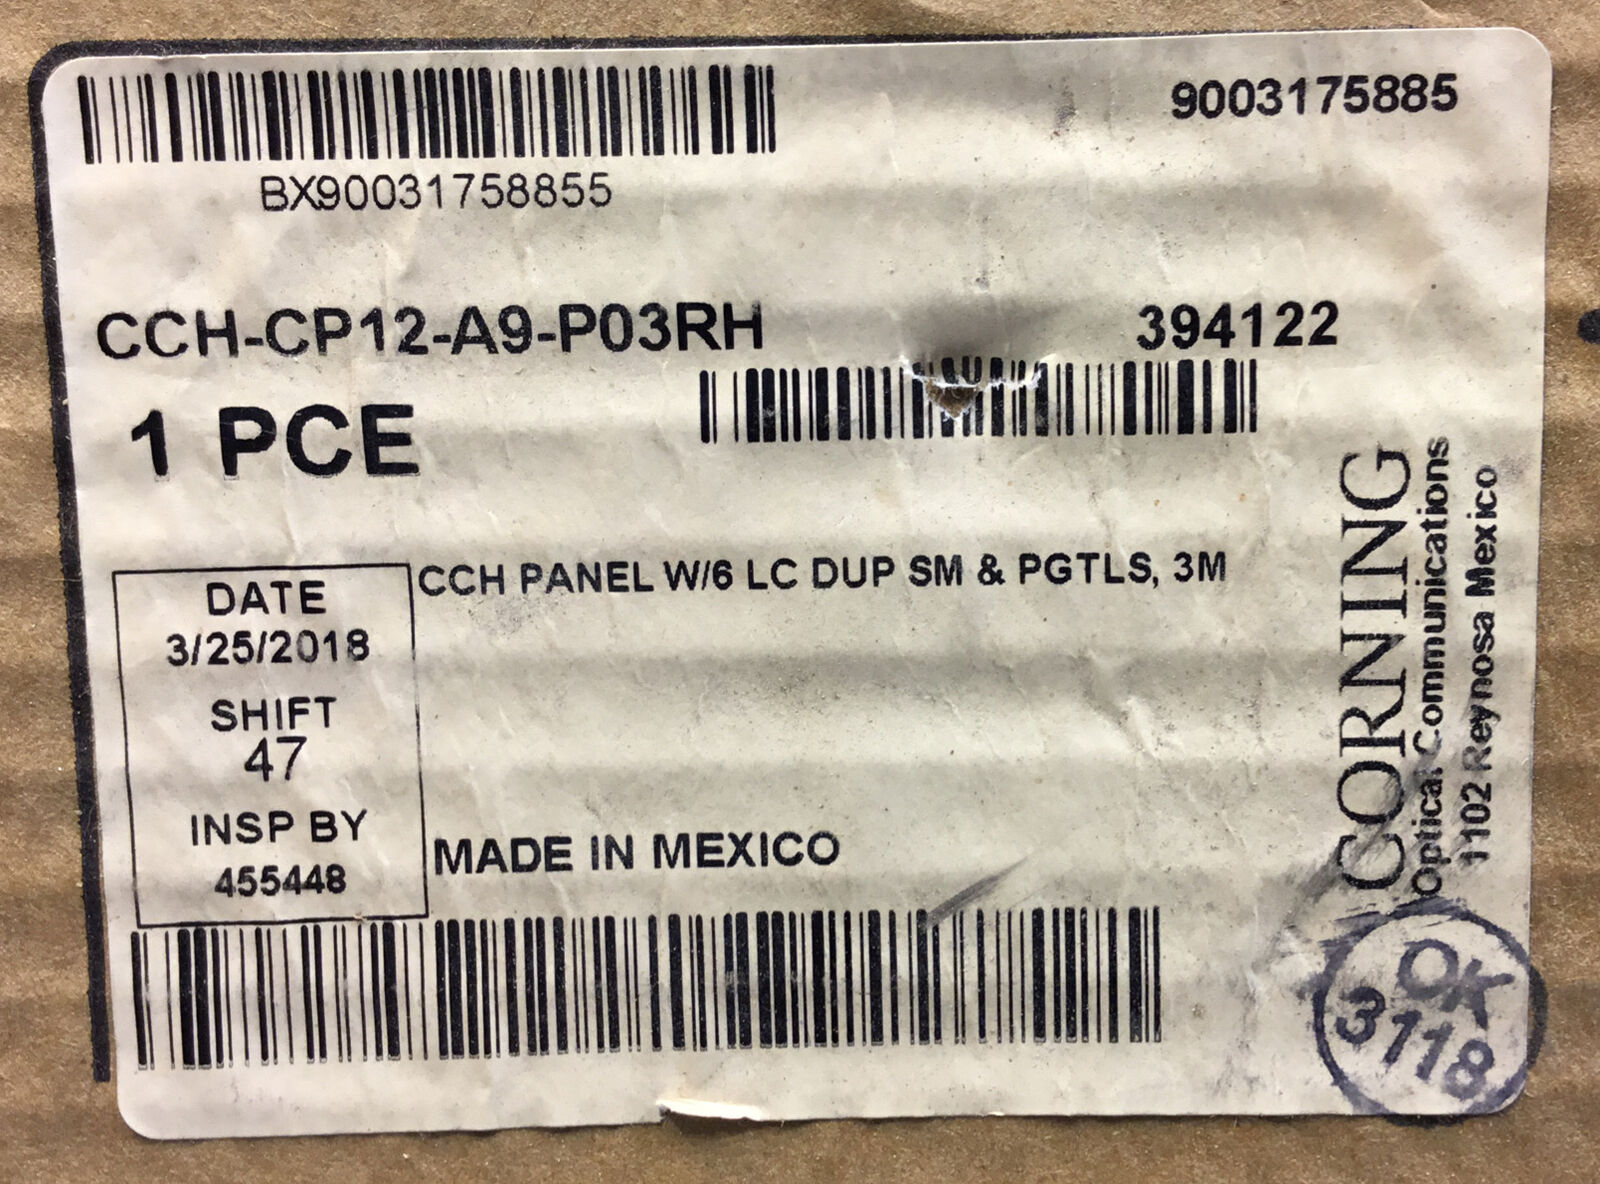 9003175885
BX90031758855
CCH-CP12-A9-P03RH
394122
1 PCE
CCH PANEL W/6 LC DUP SM & PGTLS, 3M
DATE
3/25/2018
SHIFT
47
INSP BY
455448
MADE IN MEXICO
CORNING
Optical Communications
1102 Reynosa Mexico
OK
3118